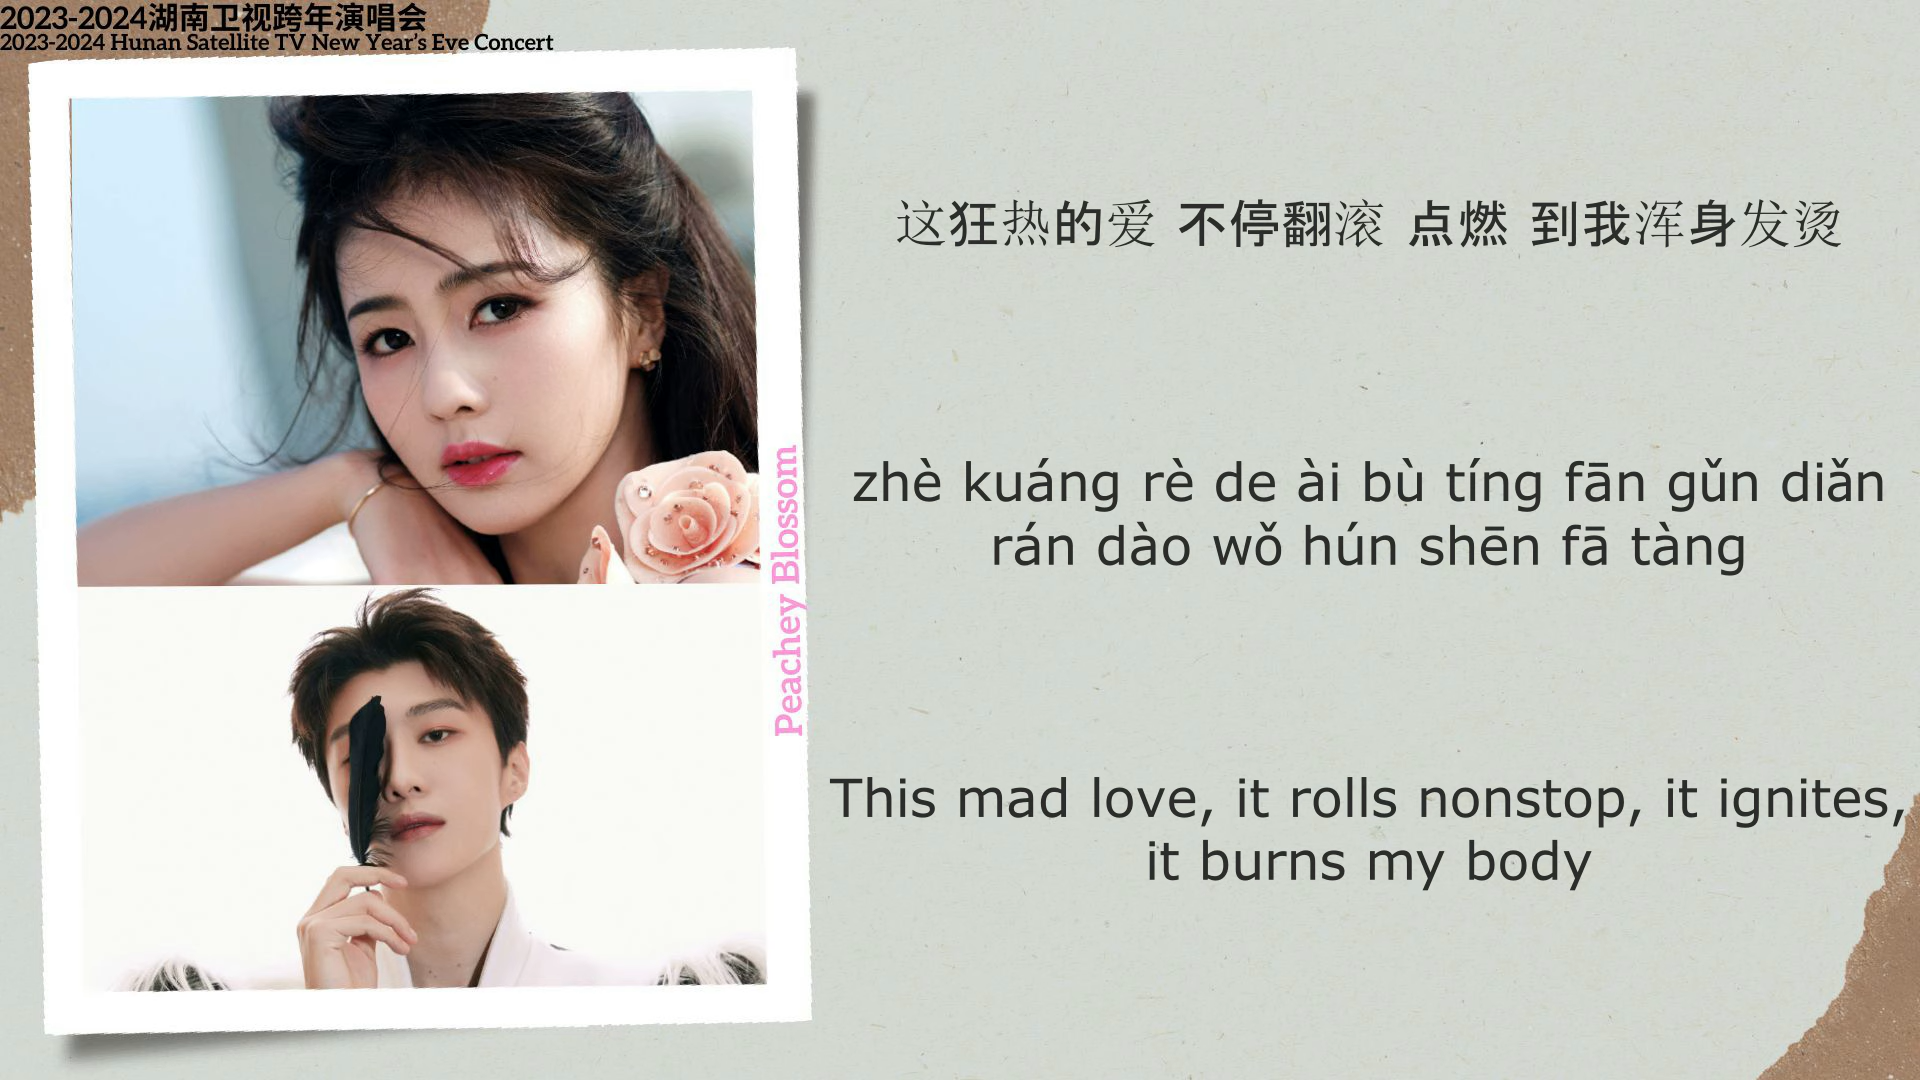 2023-2024湖南卫视跨年演唱会
2023-2024 Hunan Satellite TV New Year's Eve Concert
Peachey Blossom
这狂热的爱 不停翻滚 点燃 到我浑身发烫
zhè kuáng rè de ài bù tíng fān gǔn diǎn
rán dào wǒ hún shēn fā tàng
This mad love, it rolls nonstop, it ignites,
it burns my body